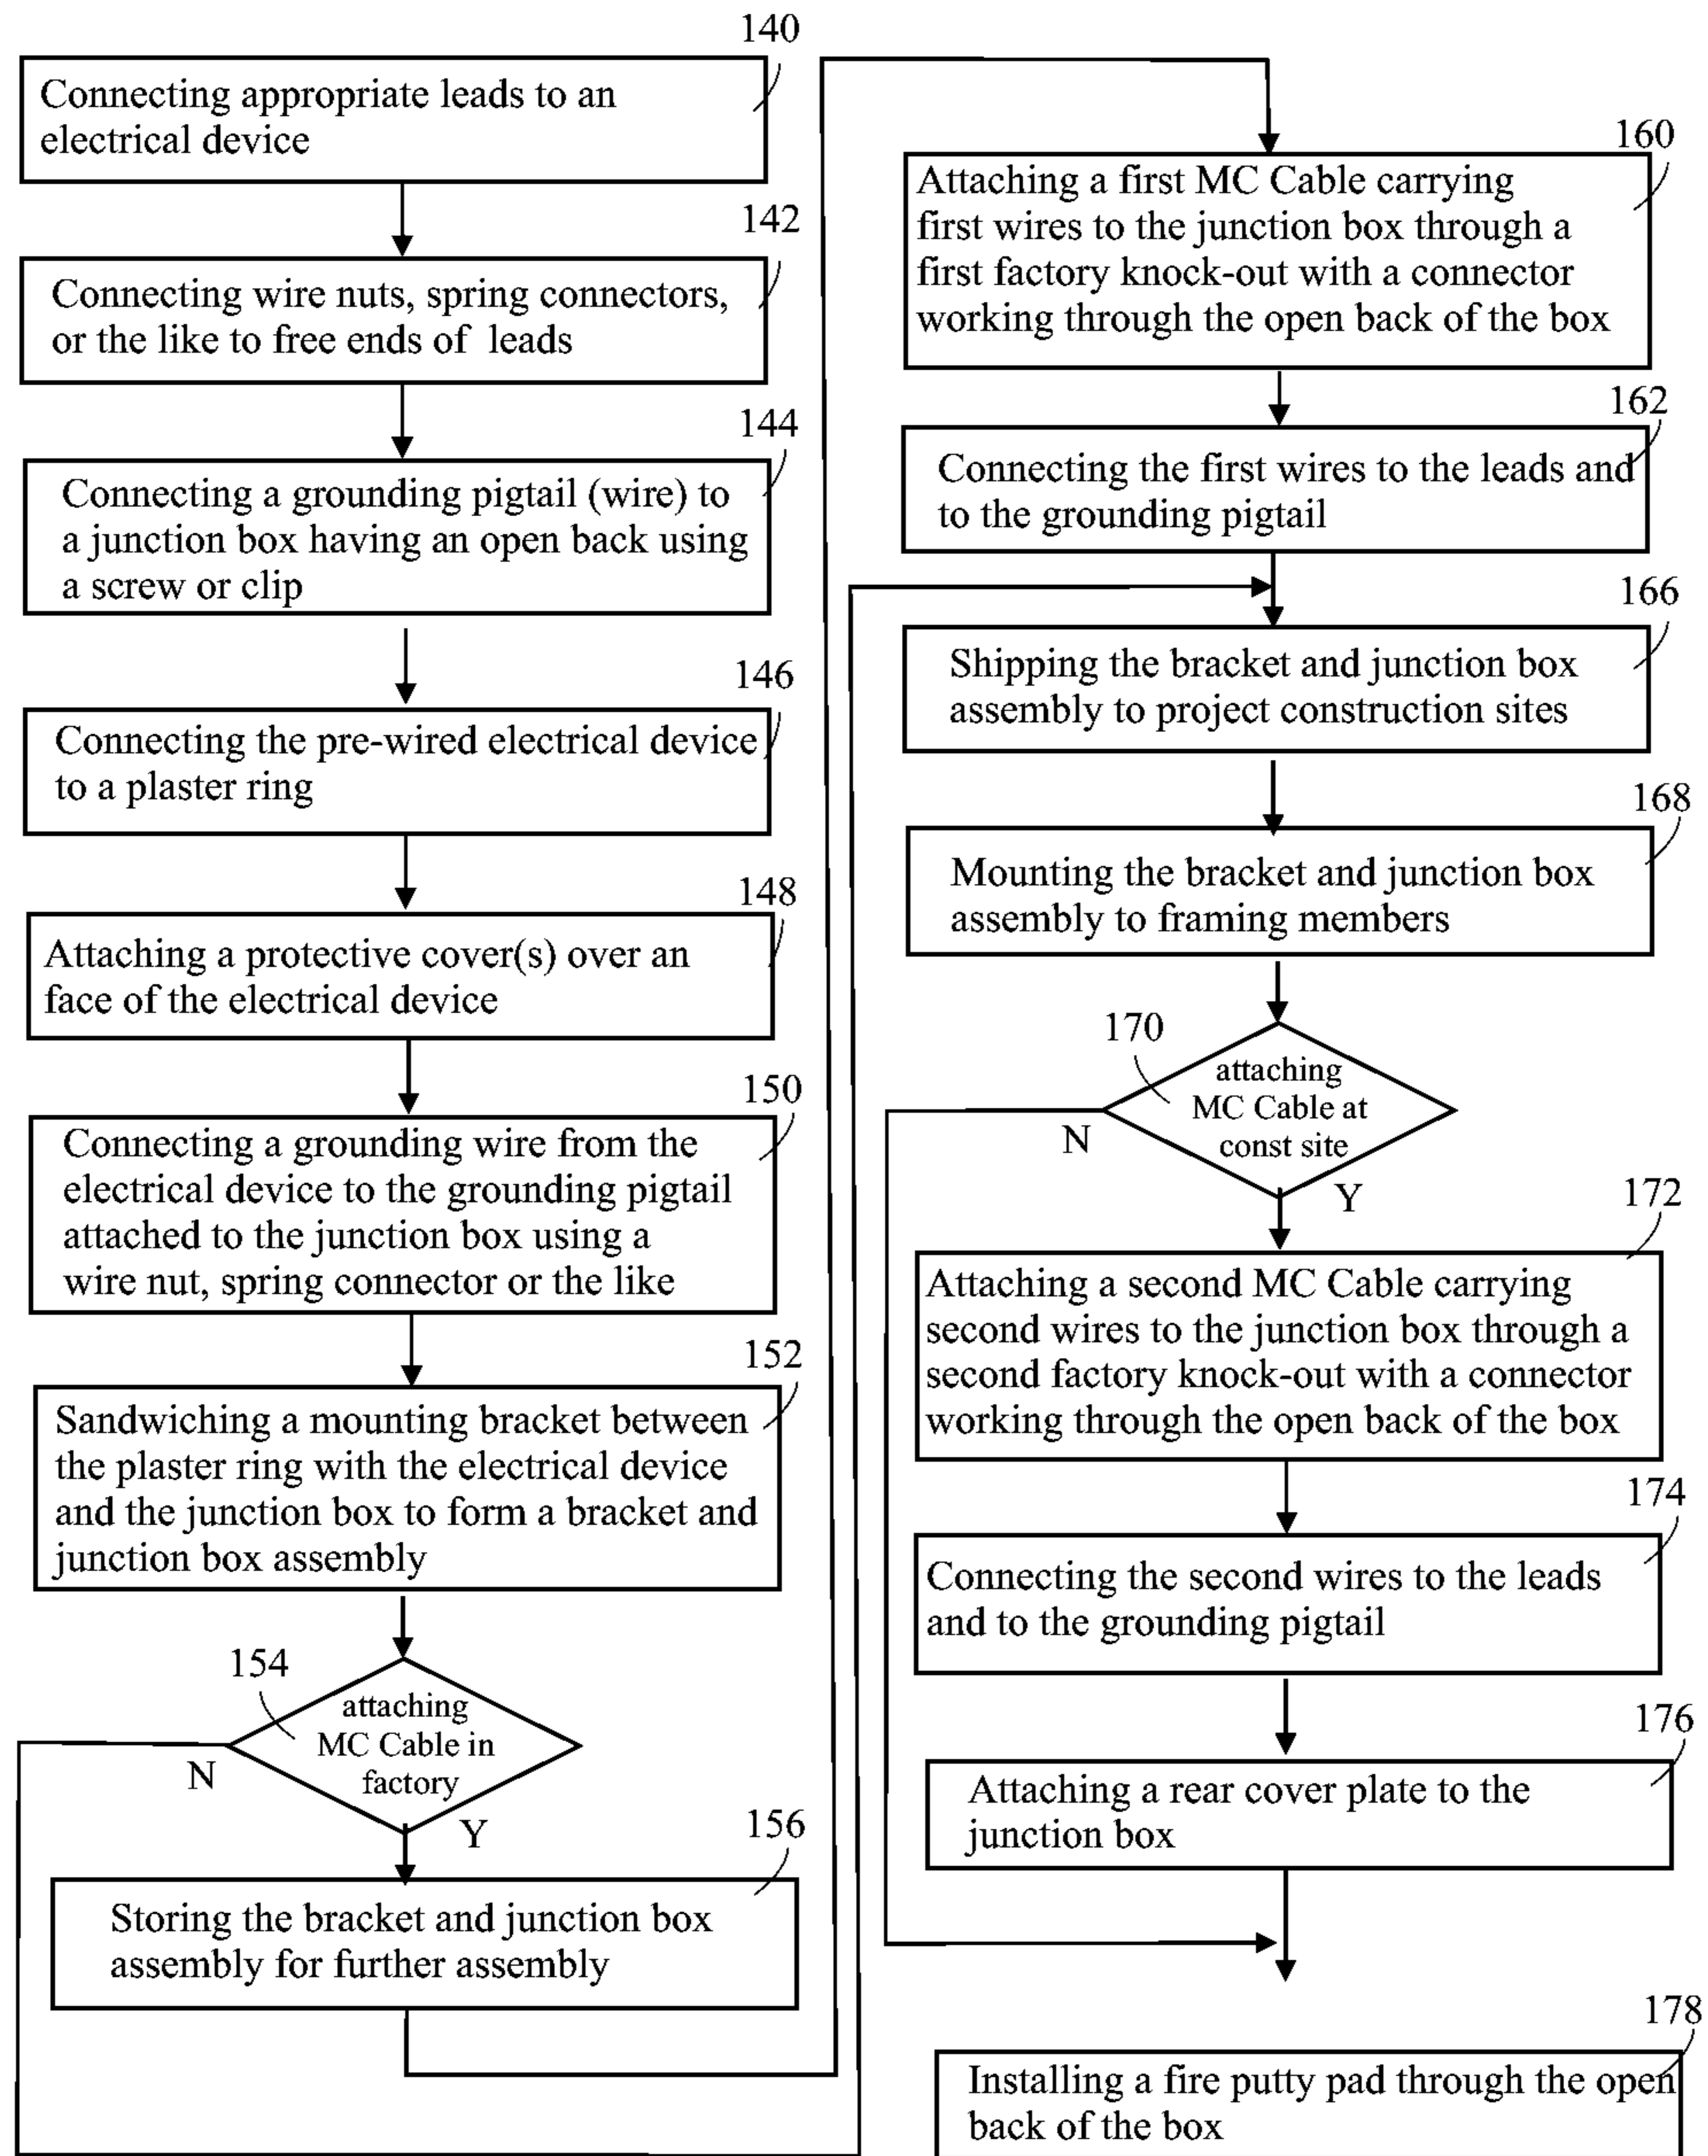 140
Connecting appropriate leads to an
electrical device
142
Connecting wire nuts, spring connectors,
or the like to free ends of leads
144
Connecting a grounding pigtail (wire) to
a junction box having an open back using
a screw or clip
146
Connecting the pre-wired electrical device
to a plaster ring
148
Attaching a protective cover(s) over an
face of the electrical device
150
Connecting a grounding wire from the
electrical device to the grounding pigtail
attached to the junction box using a
wire nut, spring connector or the like
152
Sandwiching a mounting bracket between
the plaster ring with the electrical device
and the junction box to form a bracket and
junction box assembly
154
attaching
MC Cable in
factory
N
Y
156
Storing the bracket and junction box
assembly for further assembly
160
Attaching a first MC Cable carrying
first wires to the junction box through a
first factory knock-out with a connector
working through the open back of the box
162
Connecting the first wires to the leads and
to the grounding pigtail
166
Shipping the bracket and junction box
assembly to project construction sites
168
Mounting the bracket and junction box
assembly to framing members
170
attaching
MC Cable at
const site
N
Y
172
Attaching a second MC Cable carrying
second wires to the junction box through a
second factory knock-out with a connector
working through the open back of the box
174
Connecting the second wires to the leads
and to the grounding pigtail
176
Attaching a rear cover plate to the
junction box
178
Installing a fire putty pad through the open
back of the box